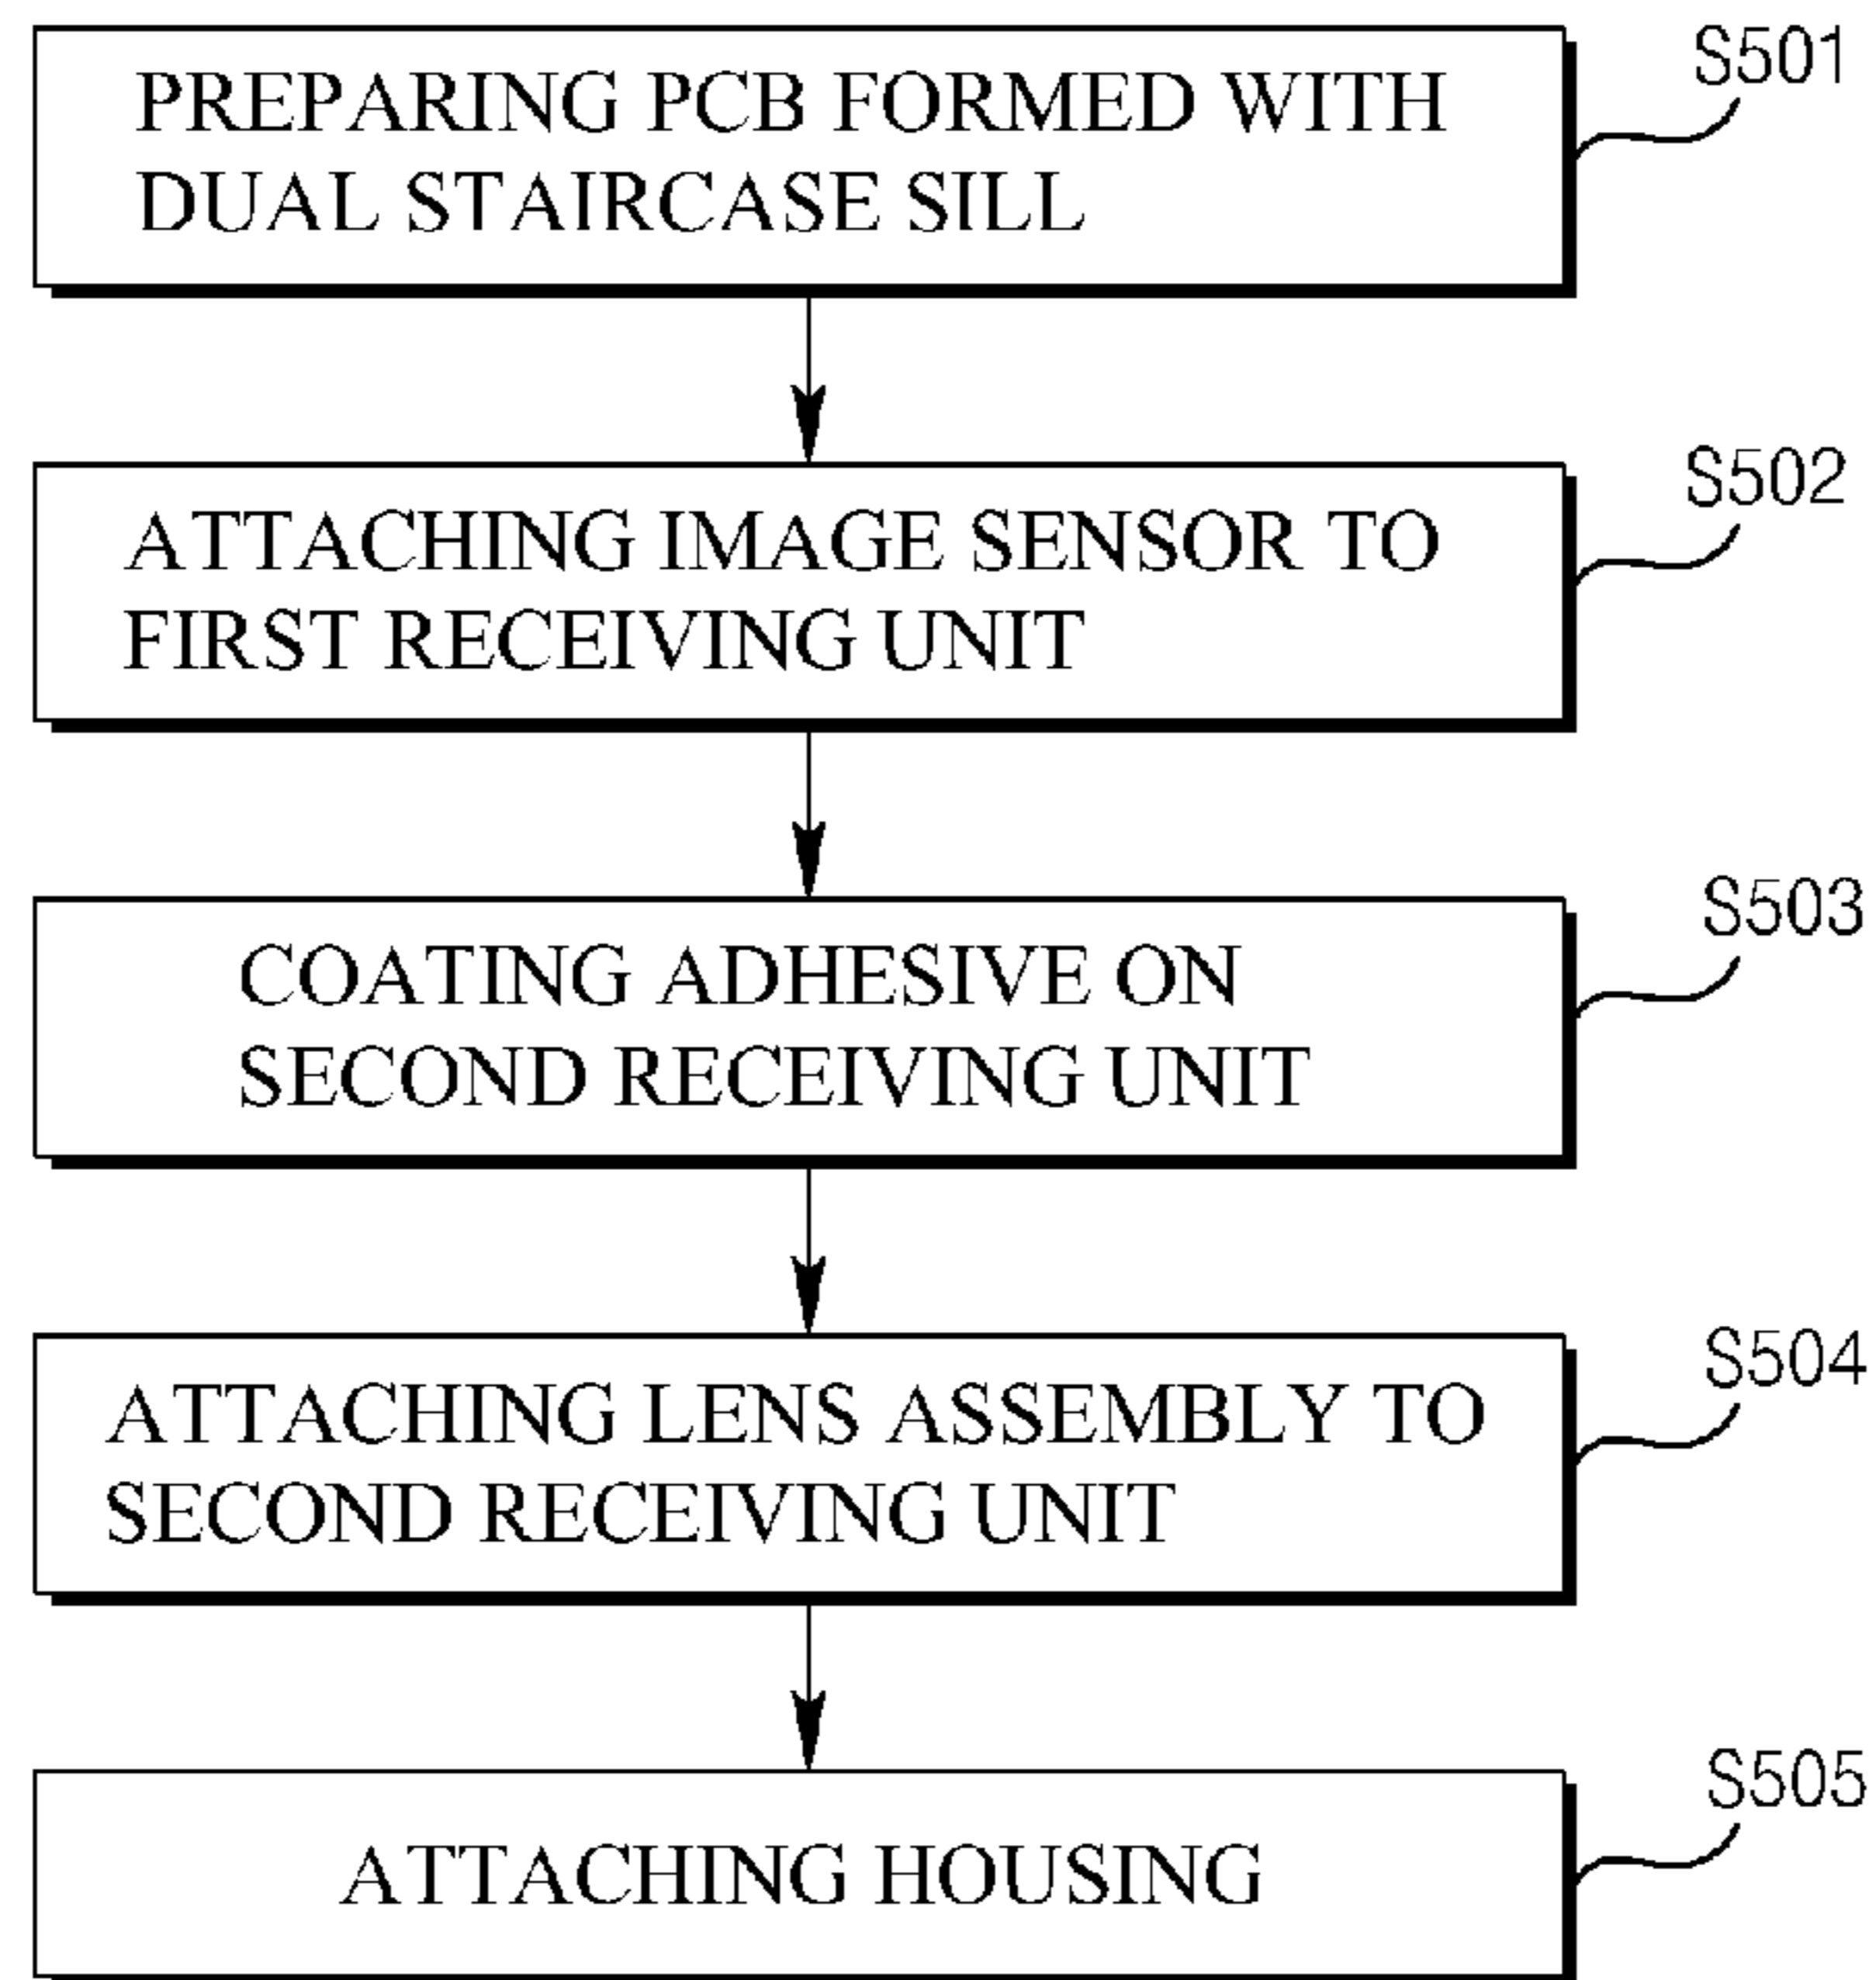 S501
PREPARING PCB FORMED WITH
DUAL STAIRCASE SILL
S502
ATTACHING IMAGE SENSOR TO
FIRST RECEIVING UNIT
S503
COATING ADHESIVE ON
SECOND RECEIVING UNIT
S504
ATTACHING LENS ASSEMBLY TO
SECOND RECEIVING UNIT
S505
ATTACHING HOUSING